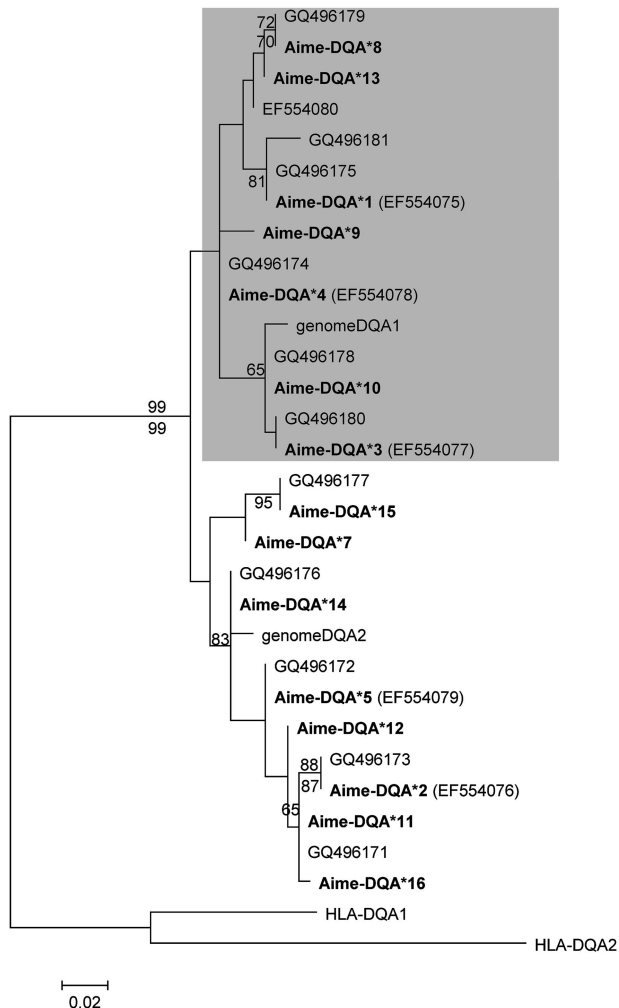 72
GQ496179
70
Aime-DQA*8
Aime-DQA*13
EF554080
GQ496181
GQ496175
81
Aime-DQA*1 (EF554075)
Aime-DQA*9
GQ496174
Aime-DQA*4 (EF554078)
genomeDQA1
GQ496178
65
Aime-DQA*10
99
GQ496180
99
Aime-DQA*3 (EF554077)
GQ496177
95
Aime-DQA*15
Aime-DQA*7
GQ496176
Aime-DQA*14
83
genomeDQA2
GQ496172
Aime-DQA*5 (EF554079)
Aime-DQA*12
88
GQ496173
87
Aime-DQA*2 (EF554076)
65
Aime-DQA*11
GQ496171
Aime-DQA*16
HLA-DQA1
HLA-DQA2
0.02